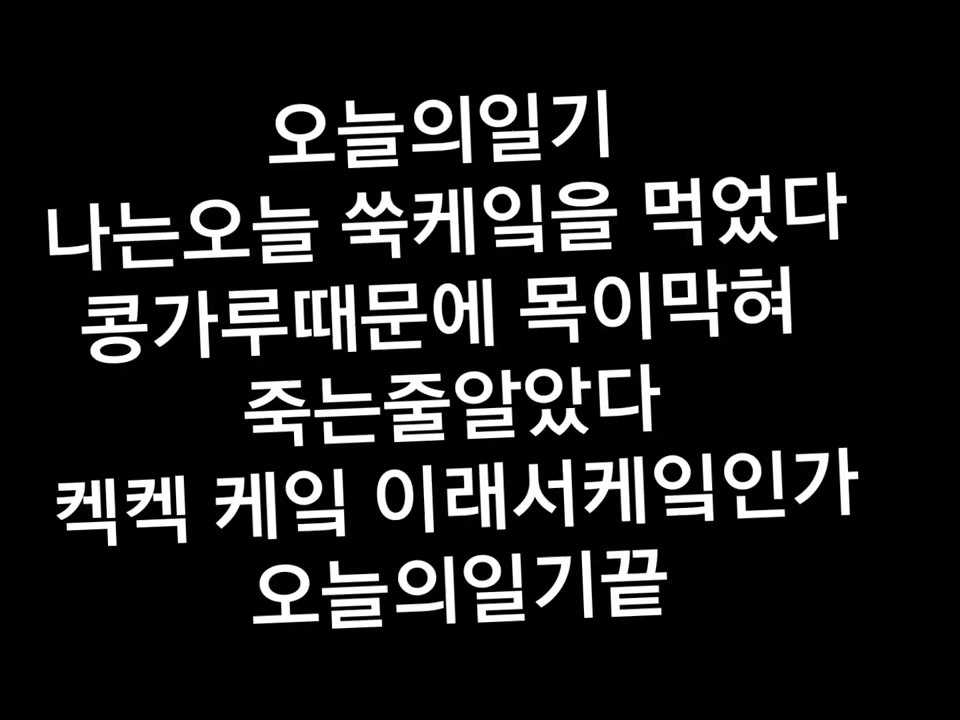 오늘의일기
나는오늘 쑥케잌을 먹었다
콩가루때문에 목이막혀
죽는줄알았다
켁켁 케잌 이래서케잌인가
오늘의일기끝